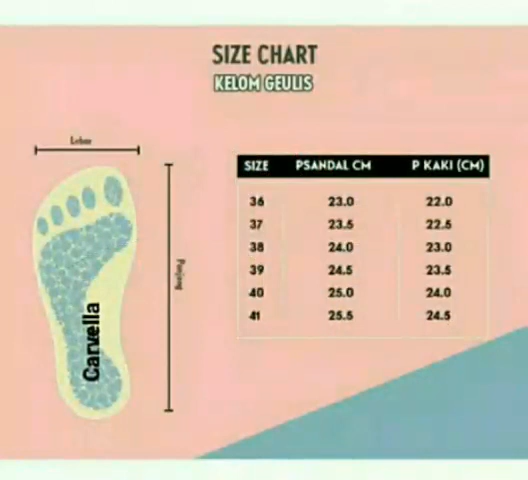 SIZE CHART
KELOM GEULIS
Lebar
Panjang
Carvella
SIZE PSANDAL CM P KAKI (CM)
36 23.0 22.0
37 23.5 22.5
38 24.0 23.0
39 24.5 23.5
40 25.0 24.0
41 25.5 24.5